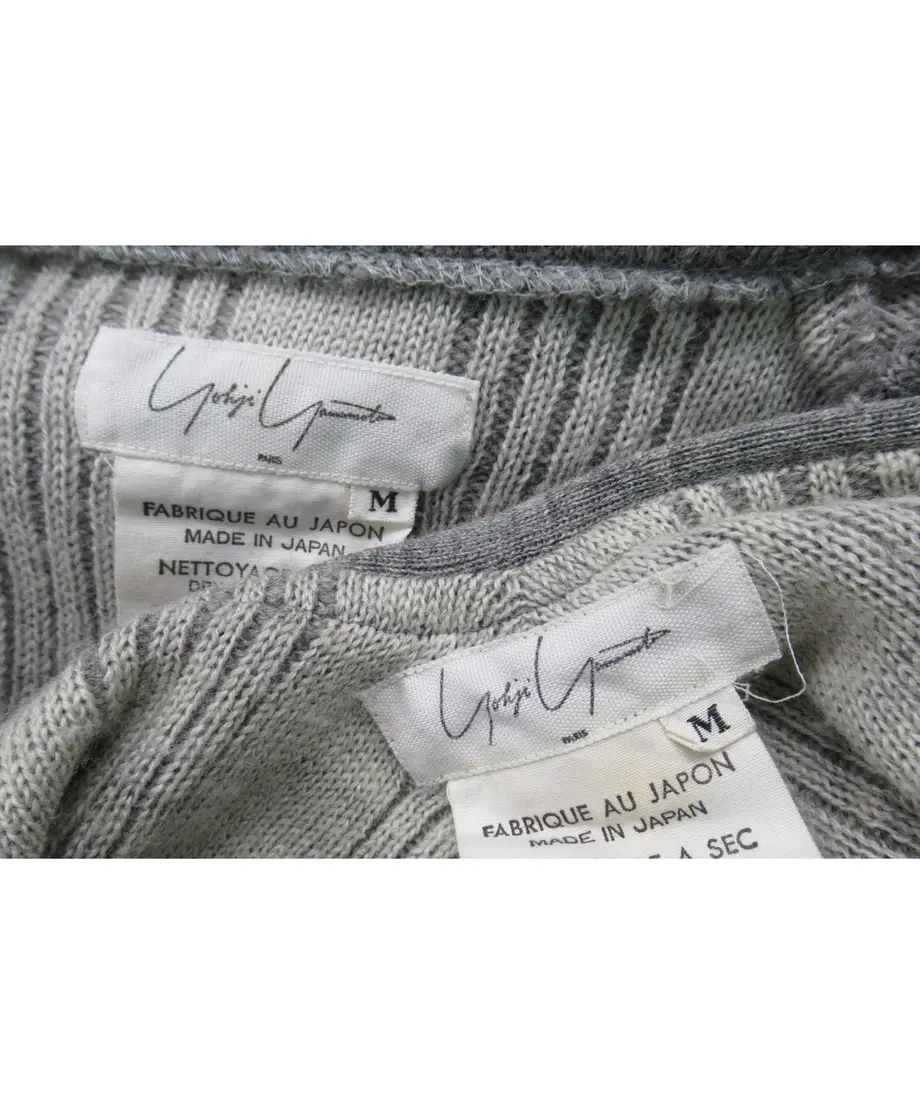 Yohji Yamamoto
PARIS
M
FABRIQUE AU JAPON
MADE IN JAPAN
Yohji Yamamoto
PARIS
M
FABRIQUE AU JAPON
MADE IN JAPAN
A SEC